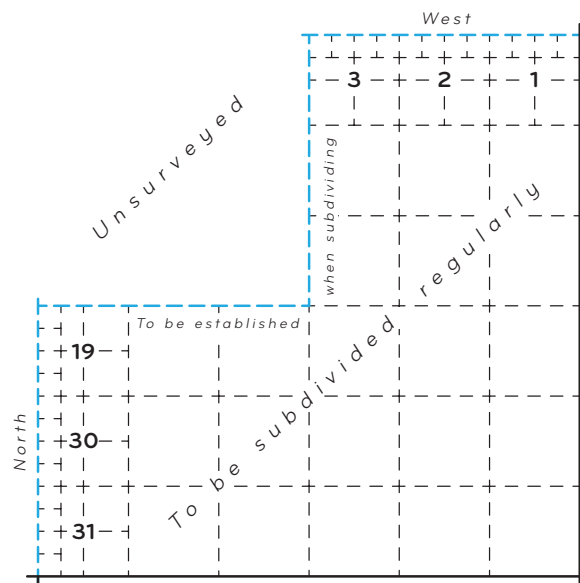 West
3 2 1
Unsurveyed
when subdividing
To be subdivided regularly
To be established
19
North
30
31